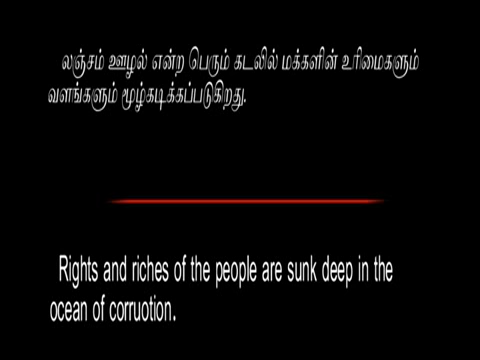 லஞ்சம் ஊழல் என்ற பெரும் கடலில் மக்களின் உரிமைகளும்
வளங்களும் மூழ்கடிக்கப்படுகிறது.
Rights and riches of the people are sunk deep in the
ocean of corruotion.